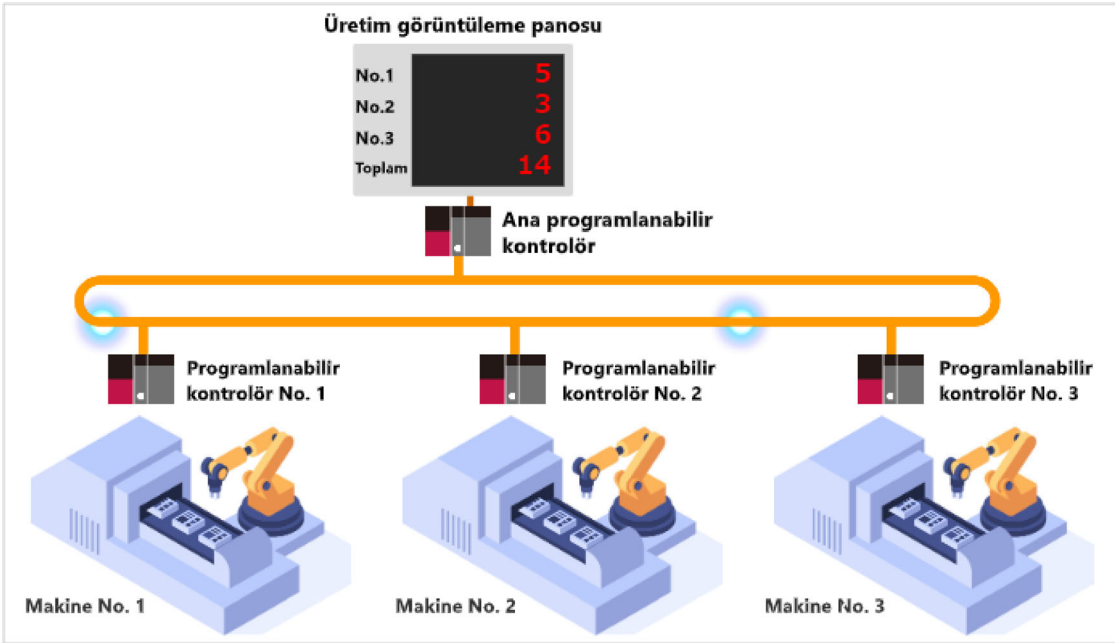 Üretim görüntüleme panosu
No.1 5
No.2 3
No.3 6
Toplam 14
Ana programlanabilir
kontrolör
Programlanabilir
kontrolör No. 1
Programlanabilir
kontrolör No. 2
Programlanabilir
kontrolör No. 3
Makine No. 1
Makine No. 2
Makine No. 3